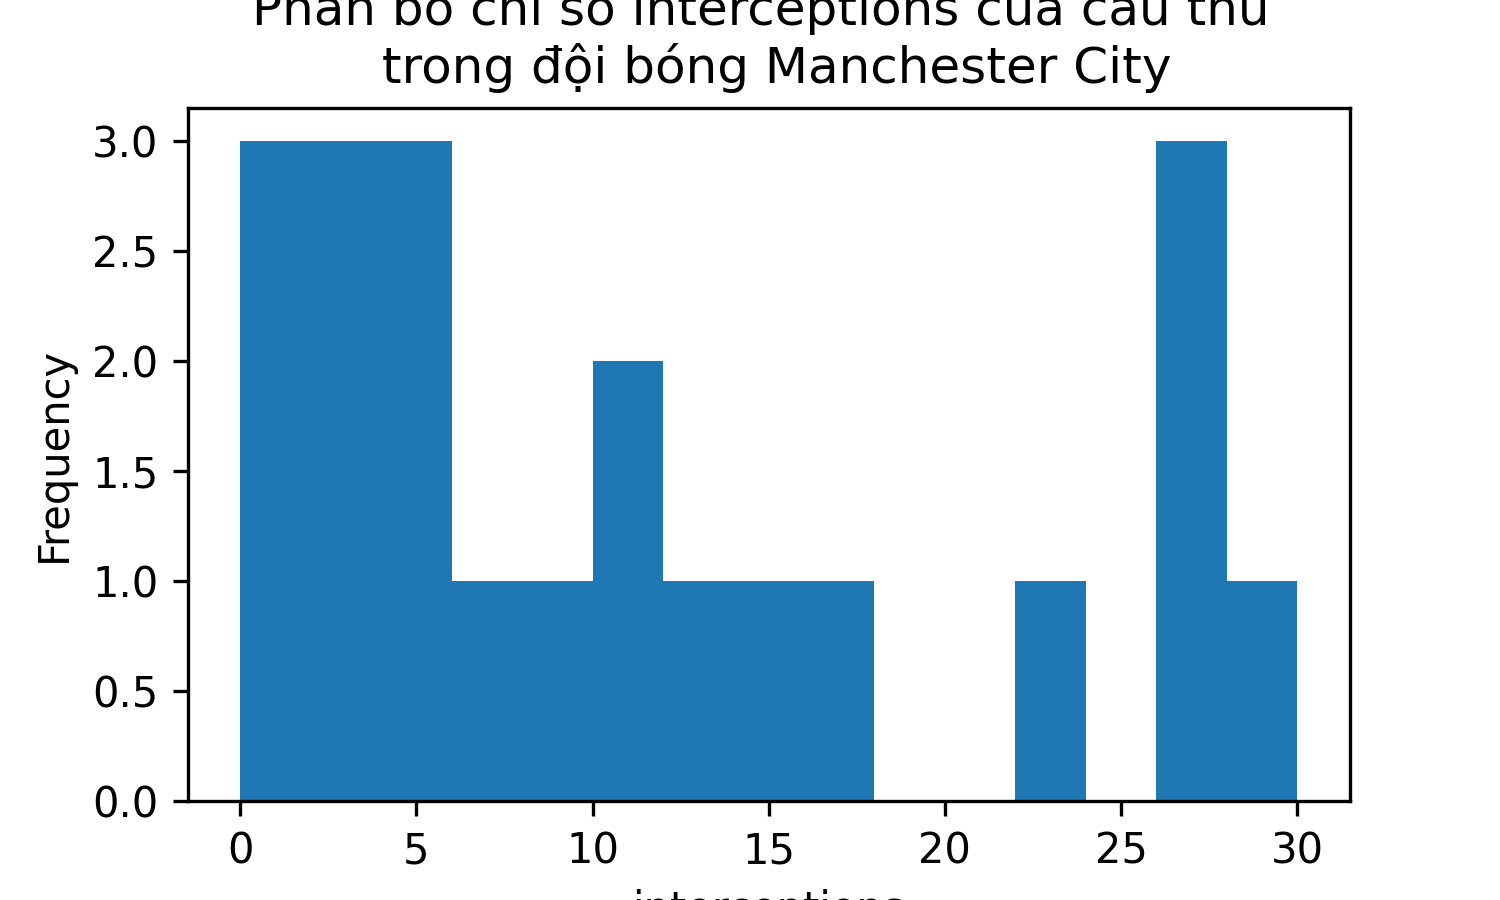 Phân bố chỉ số interceptions của cầu thủ
trong đội bóng Manchester City
3.0
2.5
2.0
1.5
1.0
0.5
0.0
Frequency
0 5 10 15 20 25 30
interceptions